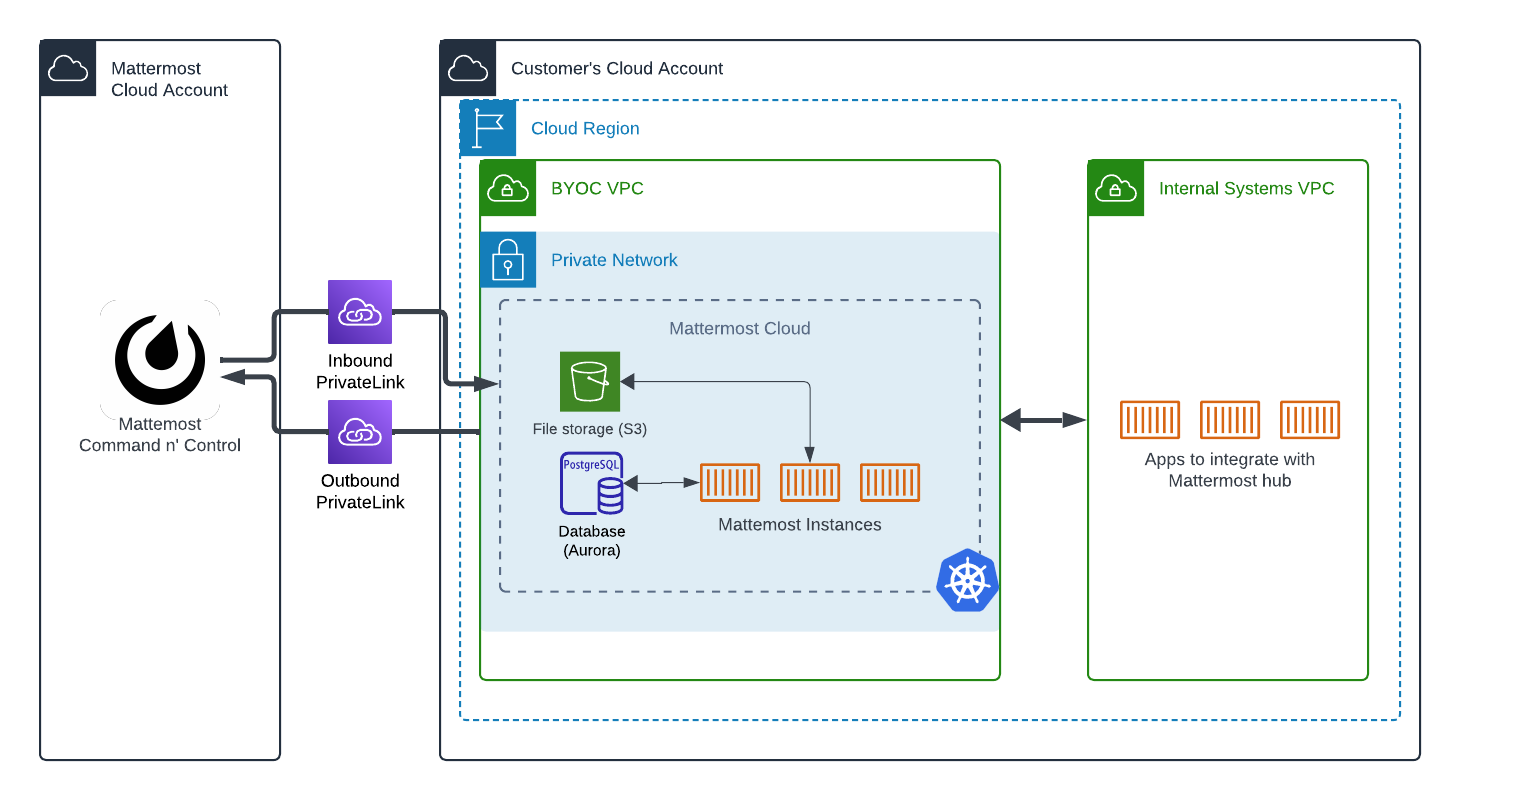 Mattermost
Cloud Account
Customer's Cloud Account
Cloud Region
BYOC VPC
Internal Systems VPC
Private Network
Mattermost Cloud
Inbound
PrivateLink
Mattemost
Command n' Control
File storage (S3)
Outbound
PrivateLink
PostgreSQL
Database
(Aurora)
Mattemost Instances
Apps to integrate with
Mattermost hub